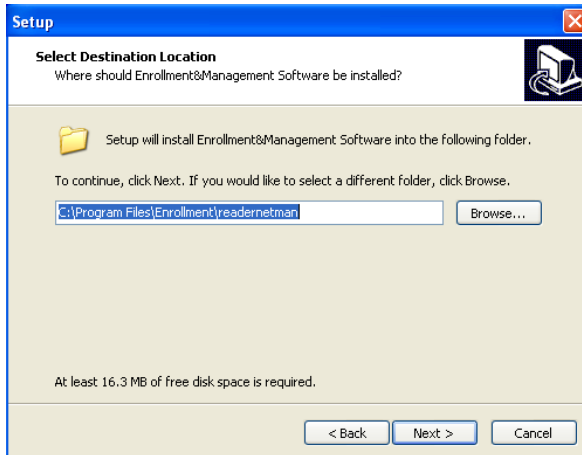 Setup
Select Destination Location
Where should Enrollment&Management Software be installed?
Setup will install Enrollment&Management Software into the following folder.
To continue, click Next. If you would like to select a different folder, click Browse.
C:\Program Files\Enrollment\readernetman
Browse...
At least 16.3 MB of free disk space is required.
< Back
Next >
Cancel